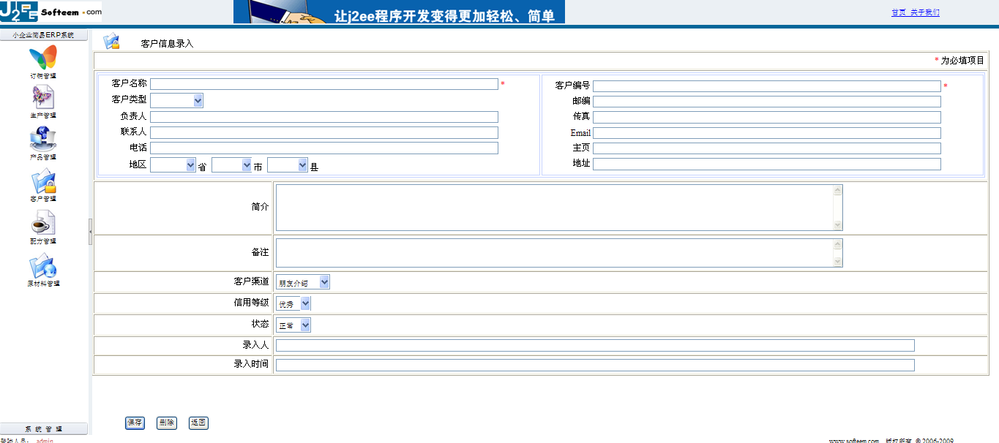 J2EE Softeem .com
让j2ee程序开发变得更加轻松、简单
首页 关于我们
小企业简易ERP系统
订销管理
生产管理
产品管理
客户管理
配方管理
原材料管理
系 统 管 理
登陆人员: admin
客户信息录入
* 为必填项目
客户名称 *
客户类型
负责人
联系人
电话
地区 省 市 县
客户编号 *
邮编
传真
Email
主页
地址
简介
备注
客户渠道 朋友介绍
信用等级 优秀
状态 正常
录入人
录入时间
保存 删除 返回
www.softeem.com 版权所有 © 2006-2009